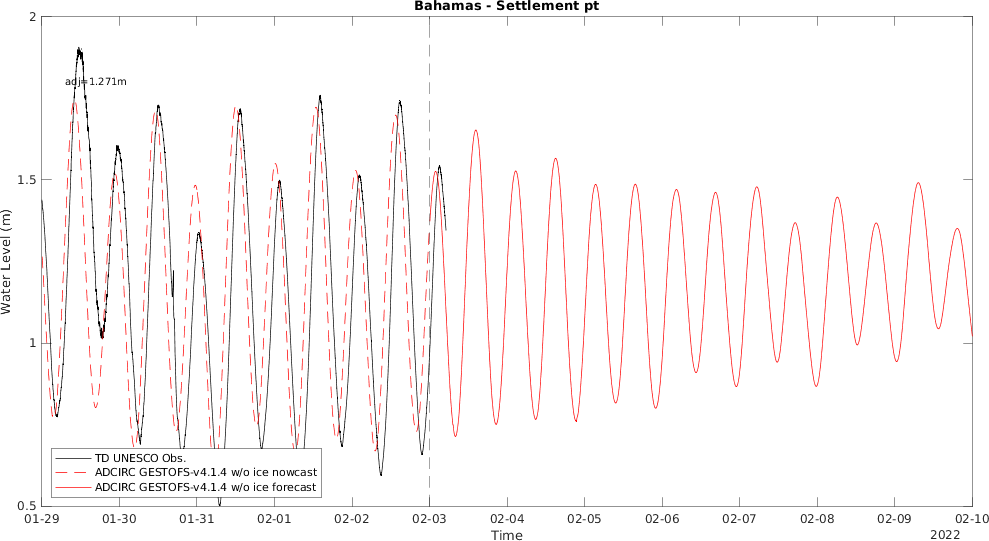 Bahamas - Settlement pt
2
adj=1.271m
1.5
Water Level (m)
1
TD UNESCO Obs.
ADCIRC GESTOFS-v4.1.4 w/o ice nowcast
ADCIRC GESTOFS-v4.1.4 w/o ice forecast
0.5
01-29 01-30 01-31 02-01 02-02 02-03 02-04 02-05 02-06 02-07 02-08 02-09 02-10
Time
2022